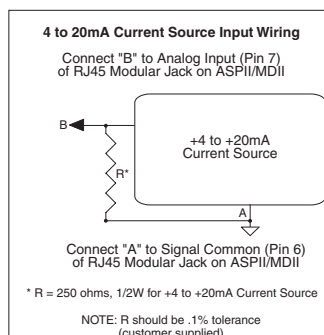 4 to 20mA Current Source Input Wiring
Connect "B" to Analog Input (Pin 7)
of RJ45 Modular Jack on ASPII/MDII
B
R*
+4 to +20mA
Current Source
A
Connect "A" to Signal Common (Pin 6)
of RJ45 Modular Jack on ASPII/MDII
* R = 250 ohms, 1/2W for +4 to +20mA Current Source
NOTE: R should be .1% tolerance
(customer supplied)